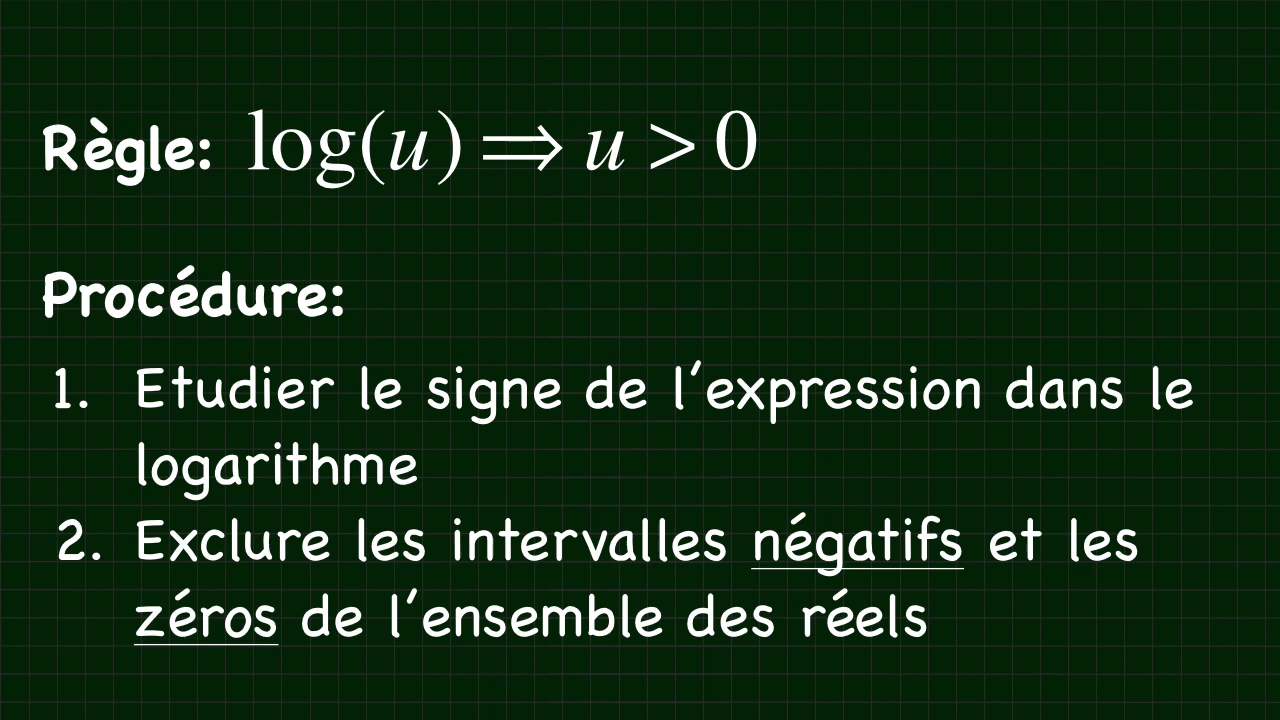 Règle: log(u) ⟹ u > 0
Procédure:
1. Etudier le signe de l'expression dans le
logarithme
2. Exclure les intervalles négatifs et les
zéros de l'ensemble des réels